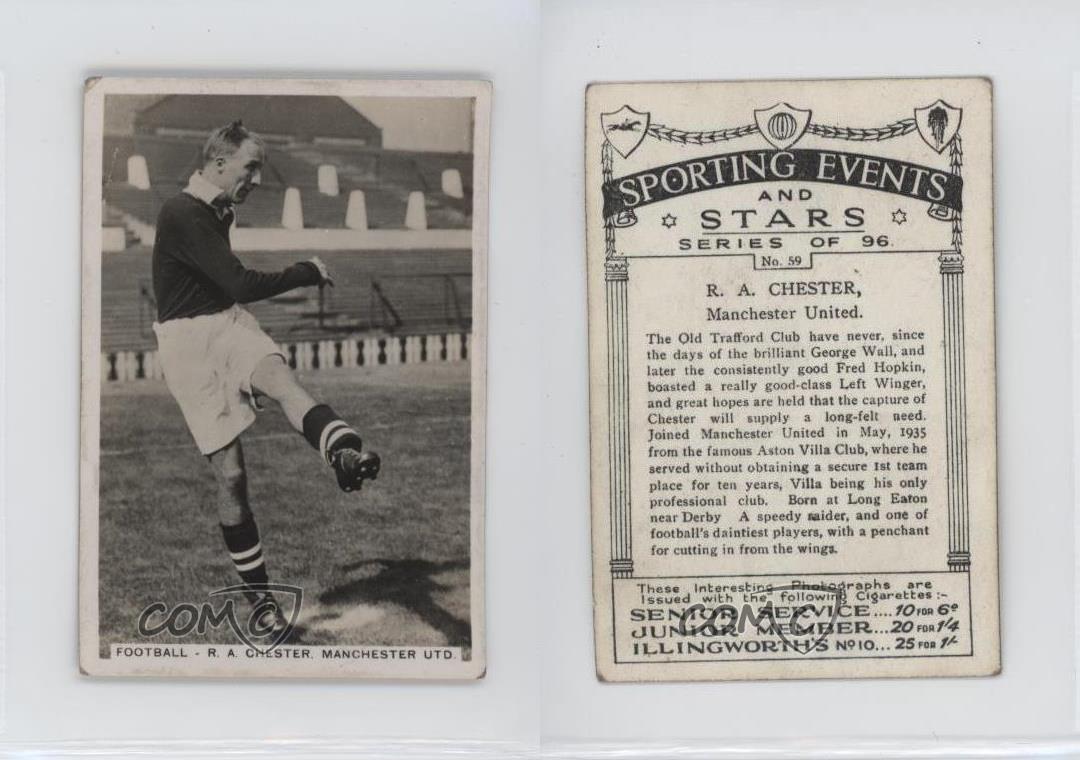 FOOTBALL - R. A. CHESTER. MANCHESTER UTD.
COMC
SPORTING EVENTS
AND
STARS
SERIES OF 96.
No. 59
R. A. CHESTER,
Manchester United.
The Old Trafford Club have never, since
the days of the brilliant George Wall, and
later the consistently good Fred Hopkin,
boasted a really good-class Left Winger,
and great hopes are held that the capture of
Chester will supply a long-felt need.
Joined Manchester United in May, 1935
from the famous Aston Villa Club, where he
served without obtaining a secure 1st team
place for ten years, Villa being his only
professional club. Born at Long Eaton
near Derby A speedy raider, and one of
football's daintiest players, with a penchant
for cutting in from the wings.
These Interesting Photographs are
Issued with the following Cigarettes:-
SENIOR SERVICE....10 FOR 6D
JUNIOR MEMBER...20 FOR 1/4
ILLINGWORTH'S No10...25 FOR 1/-
COMC